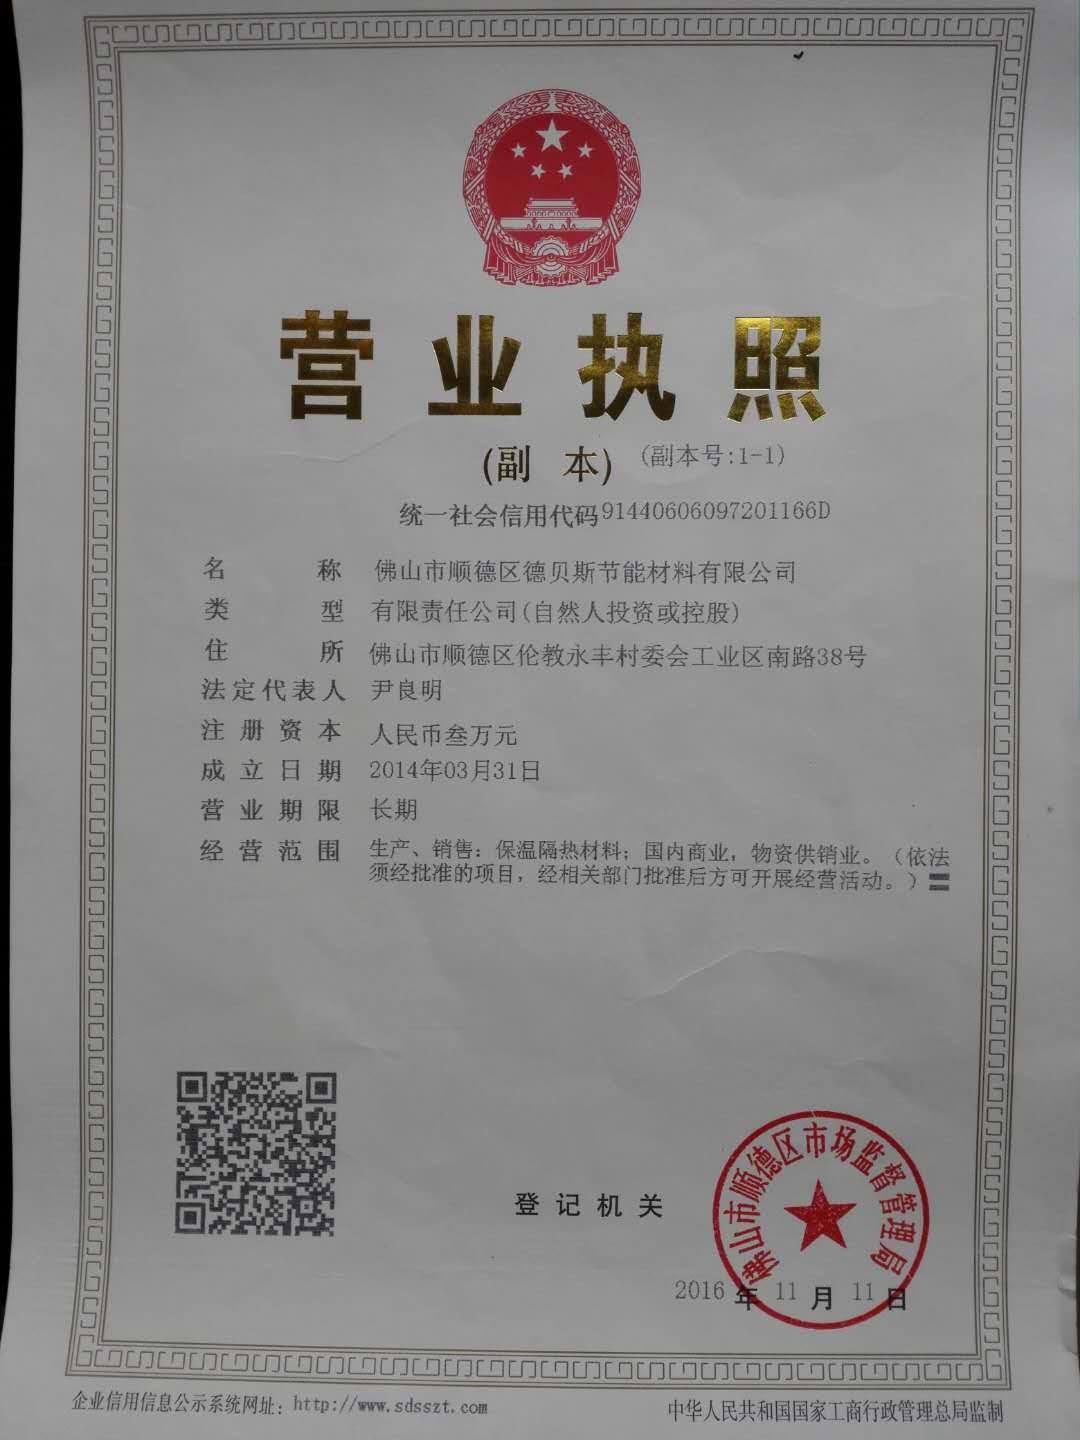 营业执照
(副 本) (副本号:1-1)
统一社会信用代码91440606097201166D
名称 佛山市顺德区德贝斯节能材料有限公司
类型 有限责任公司(自然人投资或控股)
住所 佛山市顺德区伦教永丰村委会工业区南路38号
法定代表人 尹良明
注册资本 人民币叁万元
成立日期 2014年03月31日
营业期限 长期
经营范围 生产、销售：保温隔热材料；国内商业，物资供销业。（依法
须经批准的项目，经相关部门批准后方可开展经营活动。）
佛山市顺德区市场监督管理局
登记机关
2016年11月11日
企业信用信息公示系统网址：http://www.sdsszt.com
中华人民共和国国家工商行政管理总局监制